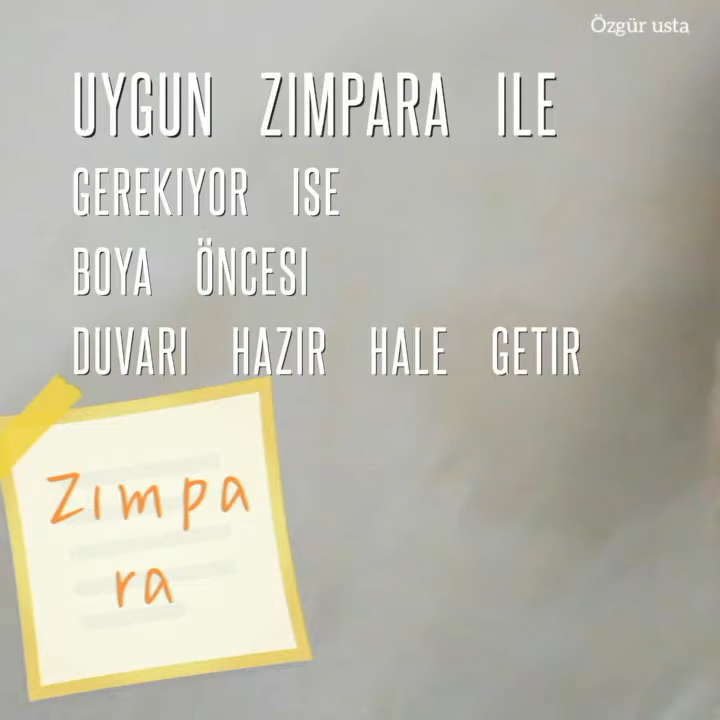 Özgür usta
UYGUN ZIMPARA ILE
GEREKIYOR ISE
BOYA ÖNCESI
DUVARI HAZIR HALE GETIR
Zımpa
ra